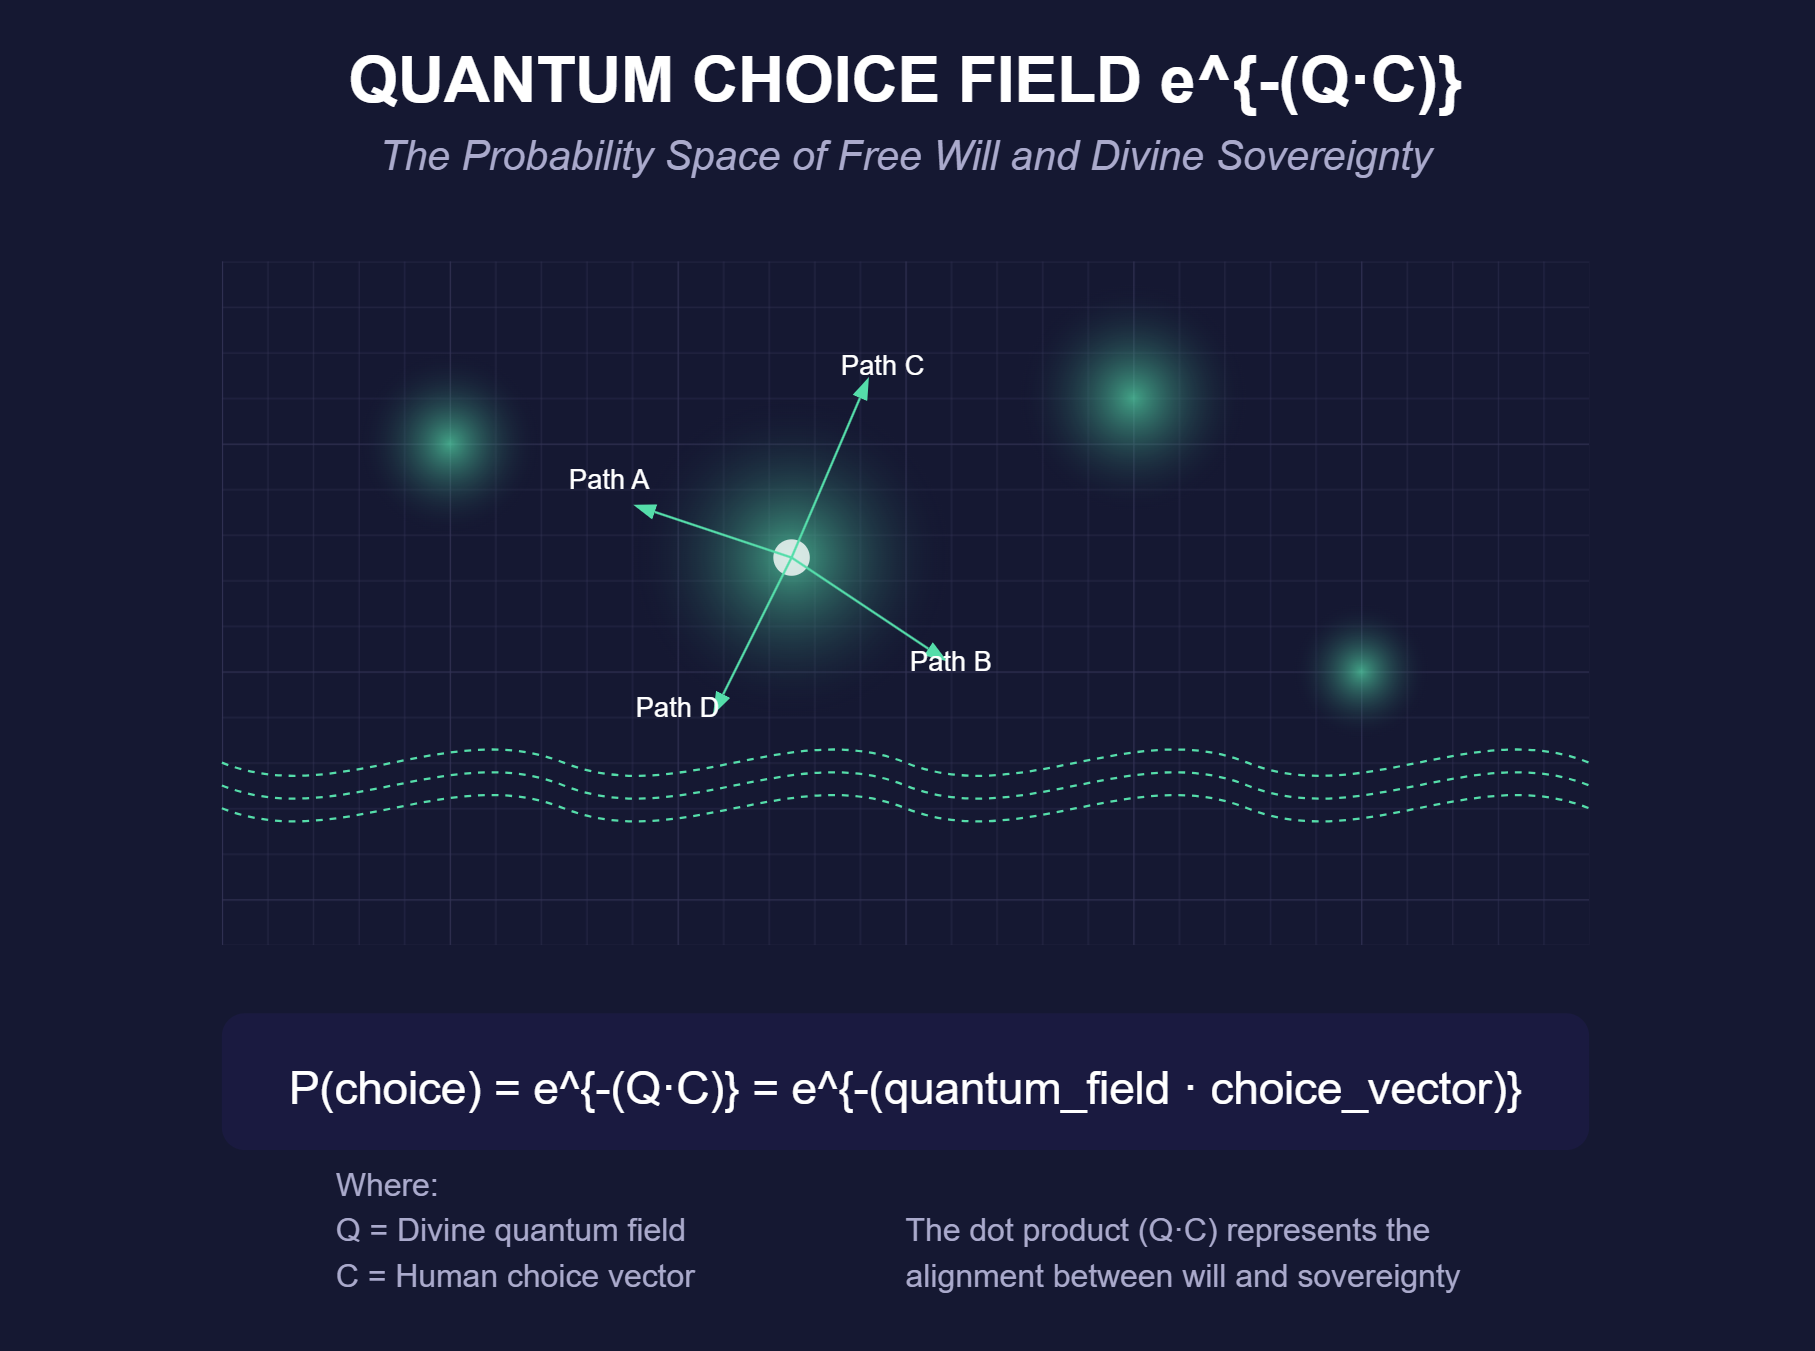 QUANTUM CHOICE FIELD e^{-(Q·C)}
The Probability Space of Free Will and Divine Sovereignty
Path C
Path A
Path B
Path D
P(choice) = e^{-(Q·C)} = e^{-(quantum_field · choice_vector)}
Where:
Q = Divine quantum field
C = Human choice vector
The dot product (Q·C) represents the
alignment between will and sovereignty